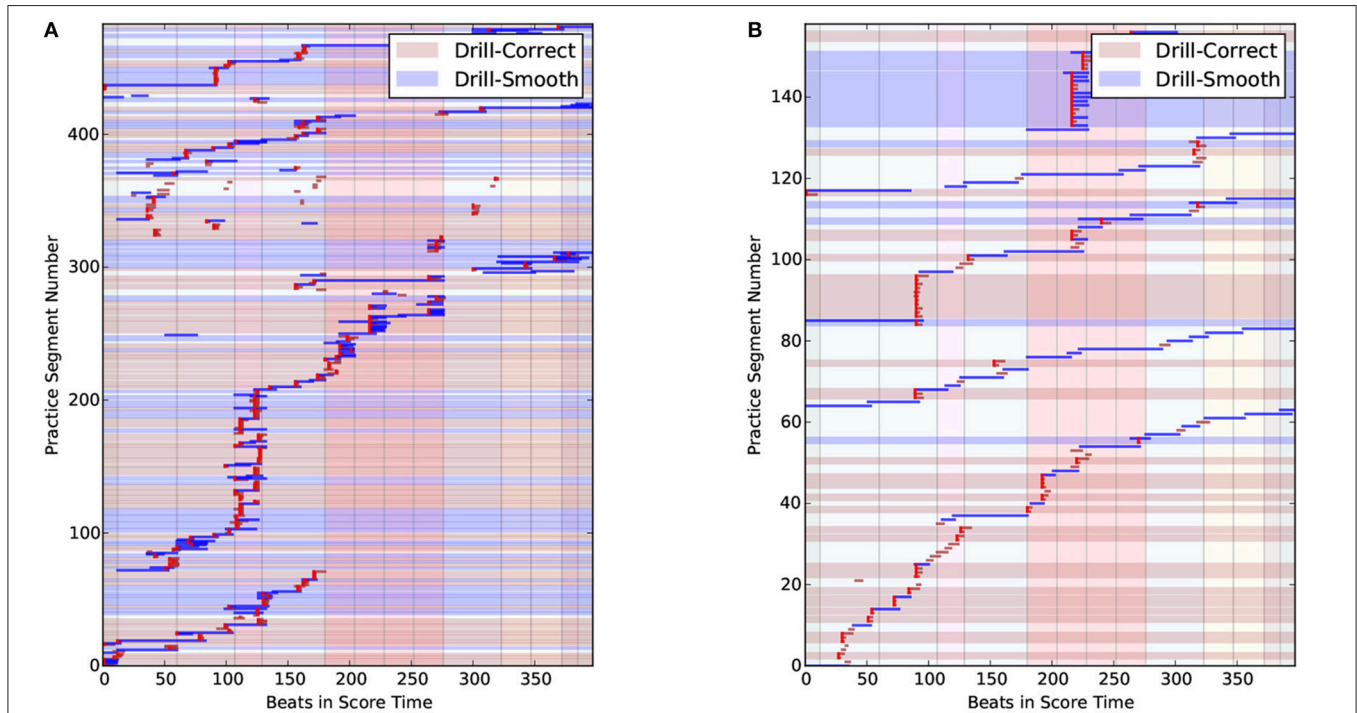 A
Drill-Correct
Drill-Smooth
Practice Segment Number
400
300
200
100
0
0 50 100 150 200 250 300 350
Beats in Score Time
B
Drill-Correct
Drill-Smooth
Practice Segment Number
140
120
100
80
60
40
20
0
0 50 100 150 200 250 300 350
Beats in Score Time